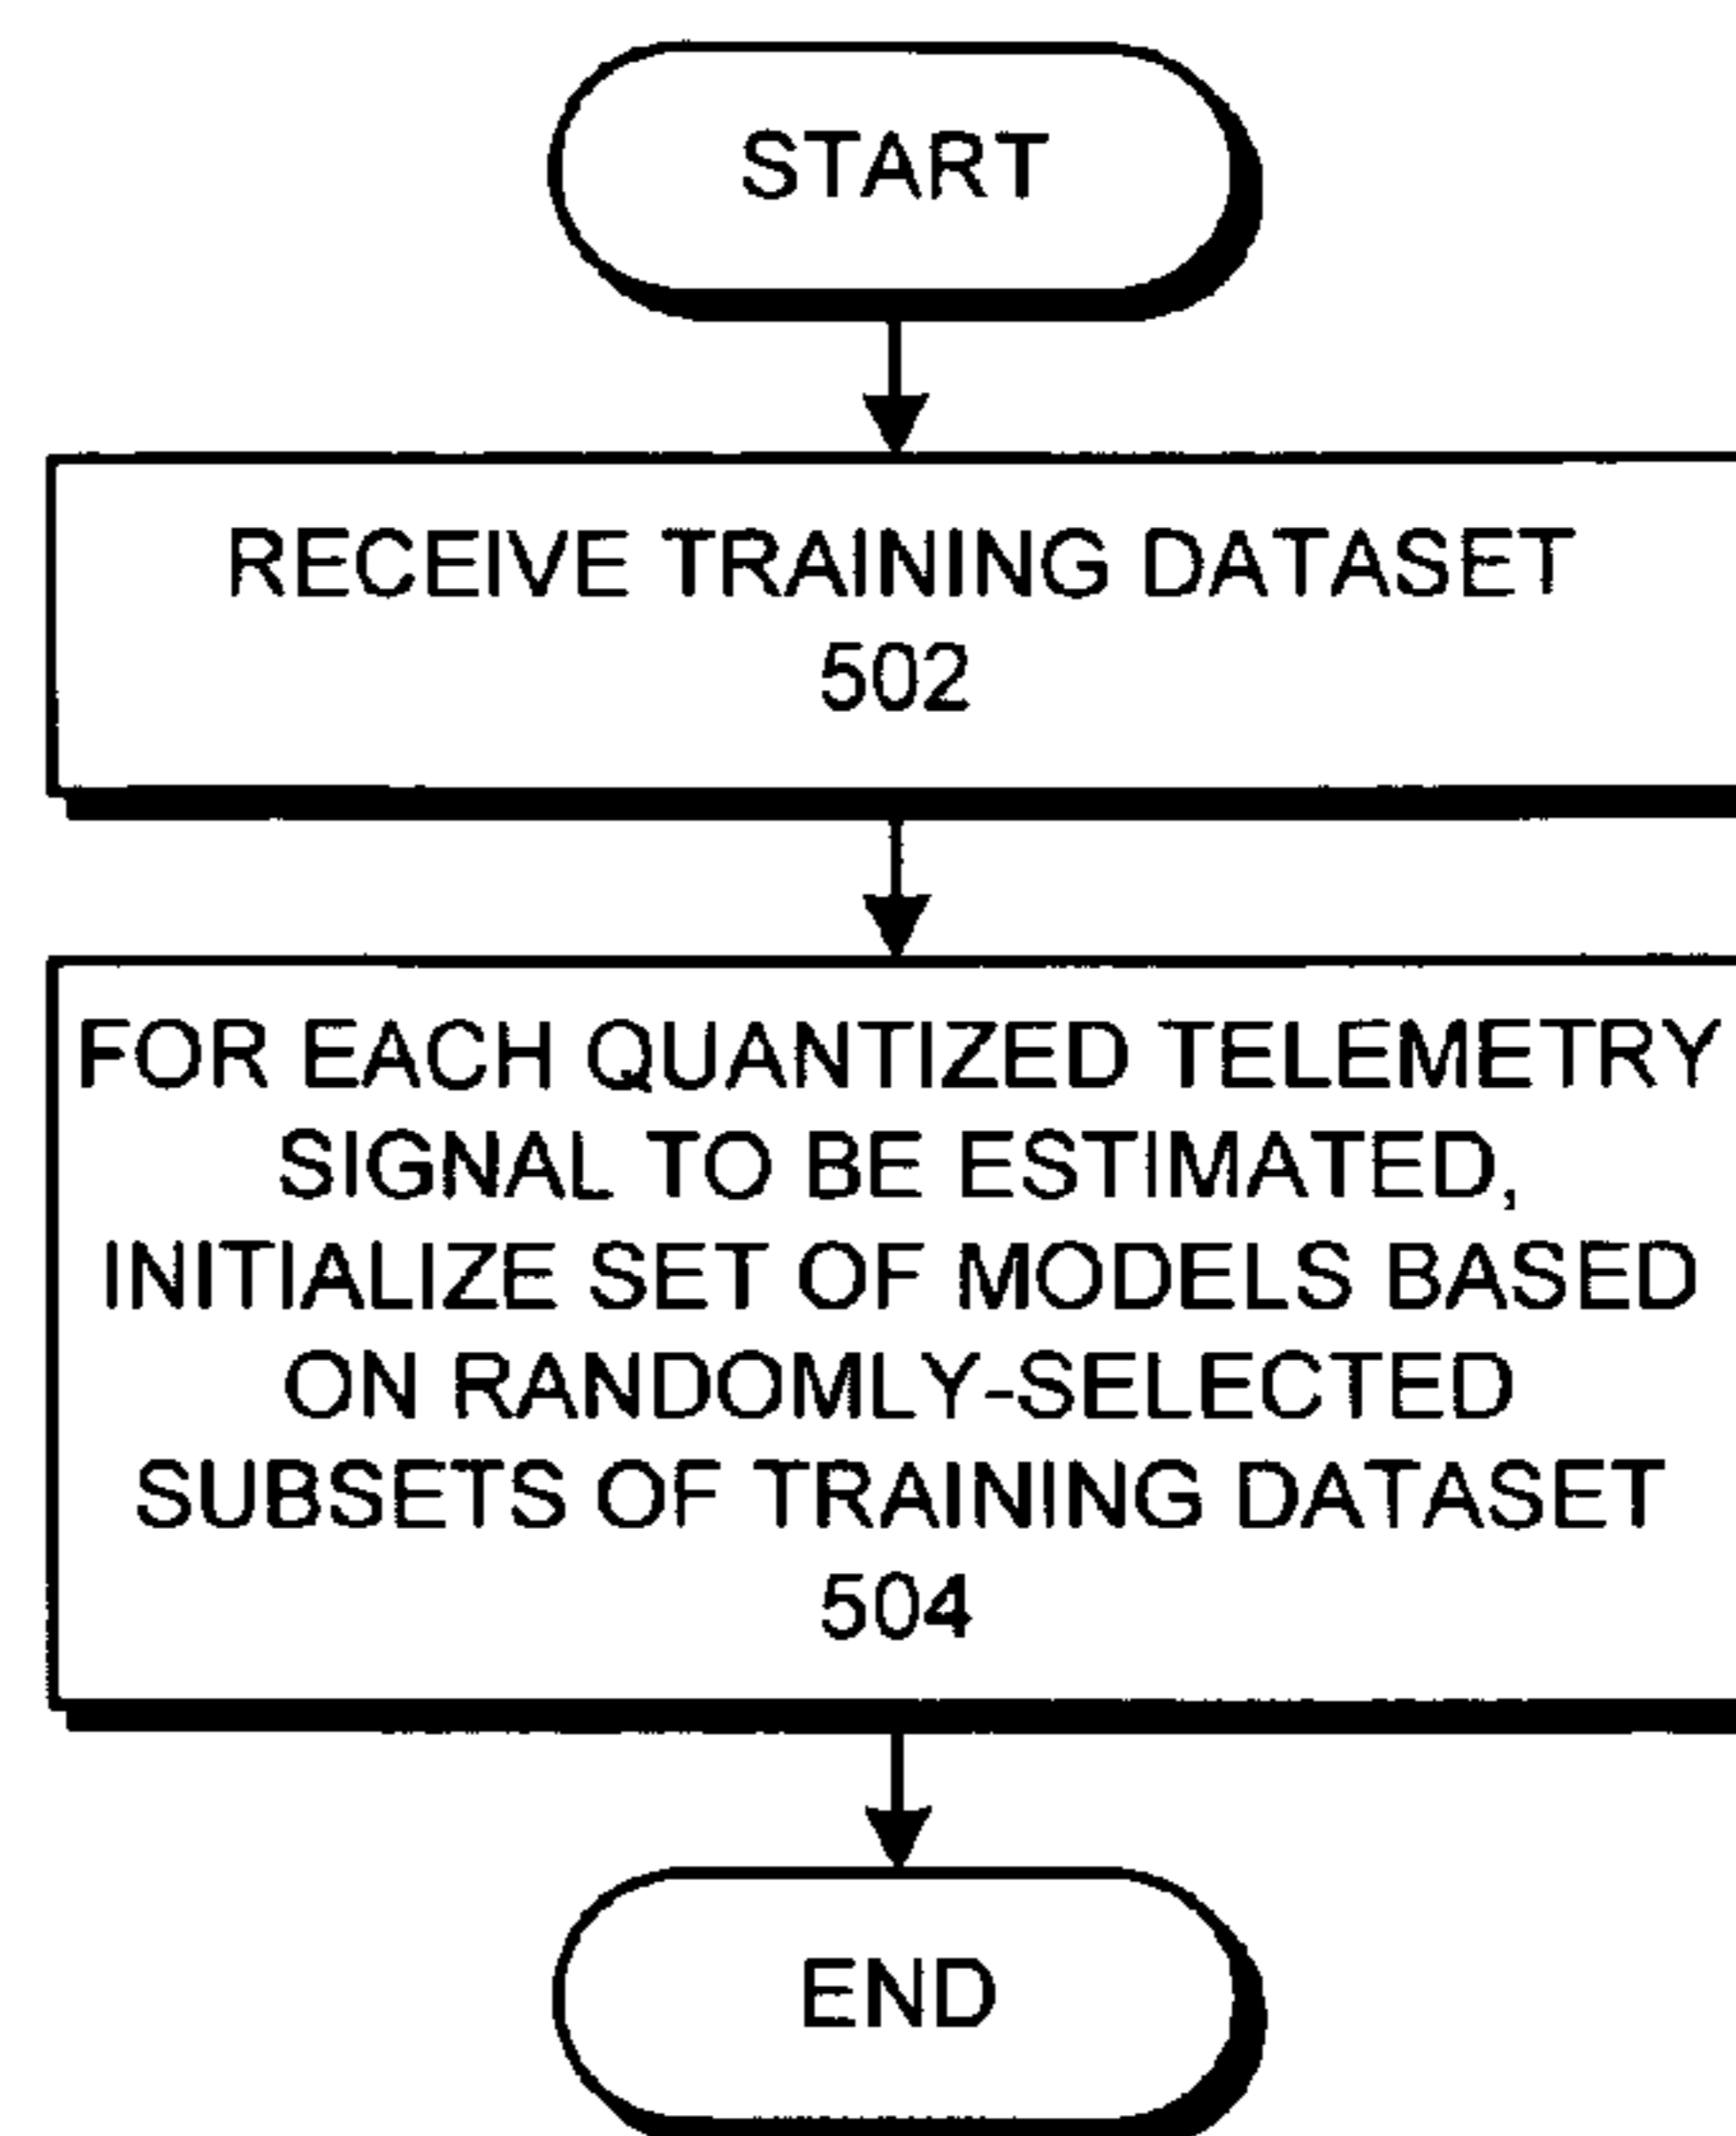 START
RECEIVE TRAINING DATASET
502
FOR EACH QUANTIZED TELEMETRY
SIGNAL TO BE ESTIMATED,
INITIALIZE SET OF MODELS BASED
ON RANDOMLY-SELECTED
SUBSETS OF TRAINING DATASET
504
END